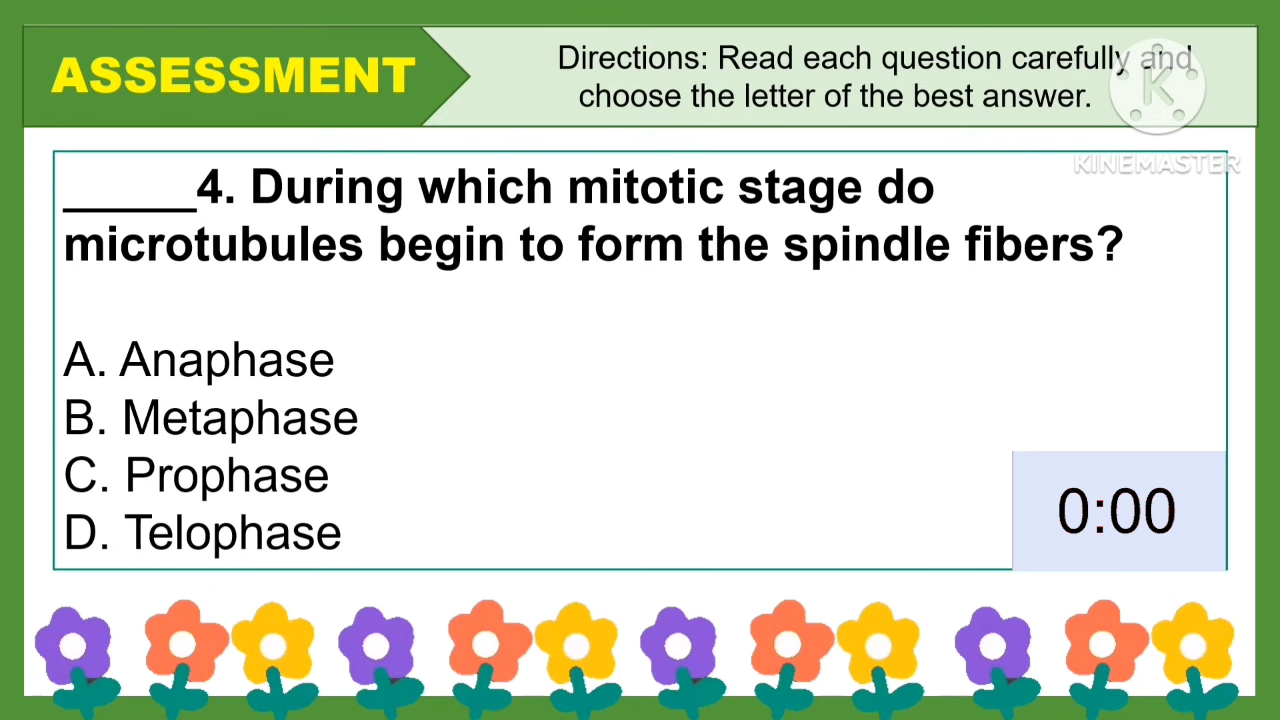 ASSESSMENT
Directions: Read each question carefully and
choose the letter of the best answer.
K
KINEMASTER
_____4. During which mitotic stage do
microtubules begin to form the spindle fibers?
A. Anaphase
B. Metaphase
C. Prophase
D. Telophase
0:00